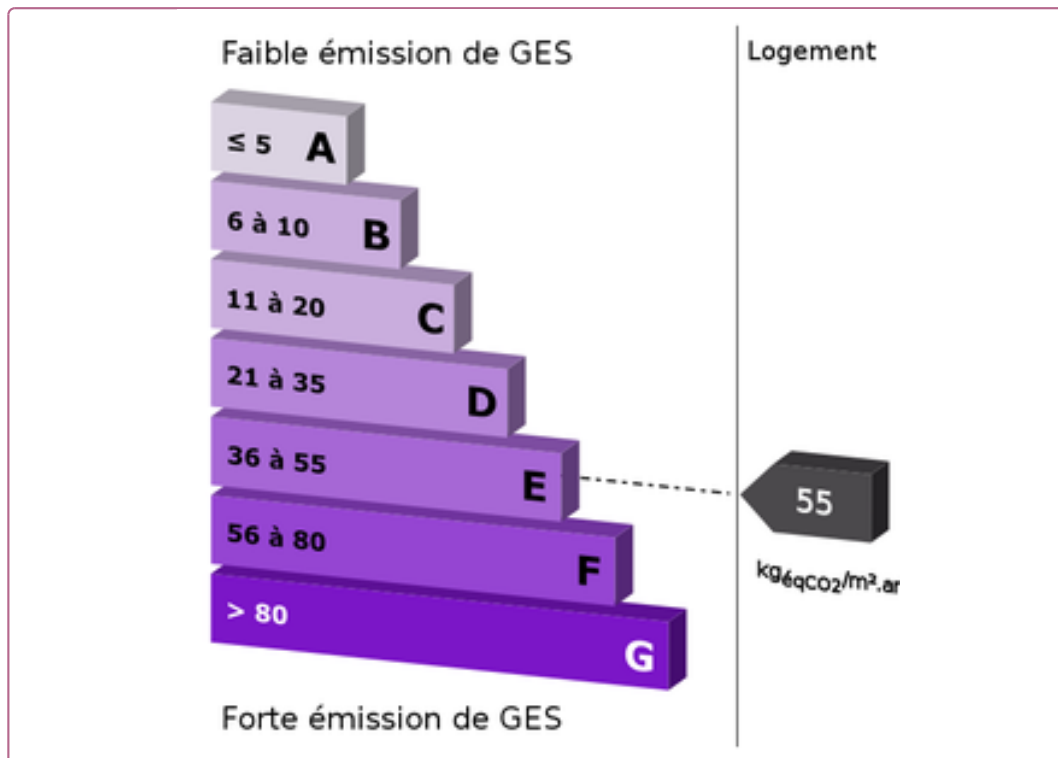 Faible émission de GES
Logement
≤ 5 A
6 à 10 B
11 à 20 C
21 à 35 D
36 à 55 E
55
56 à 80 F
kgéqCO2/m².ar
> 80 G
Forte émission de GES